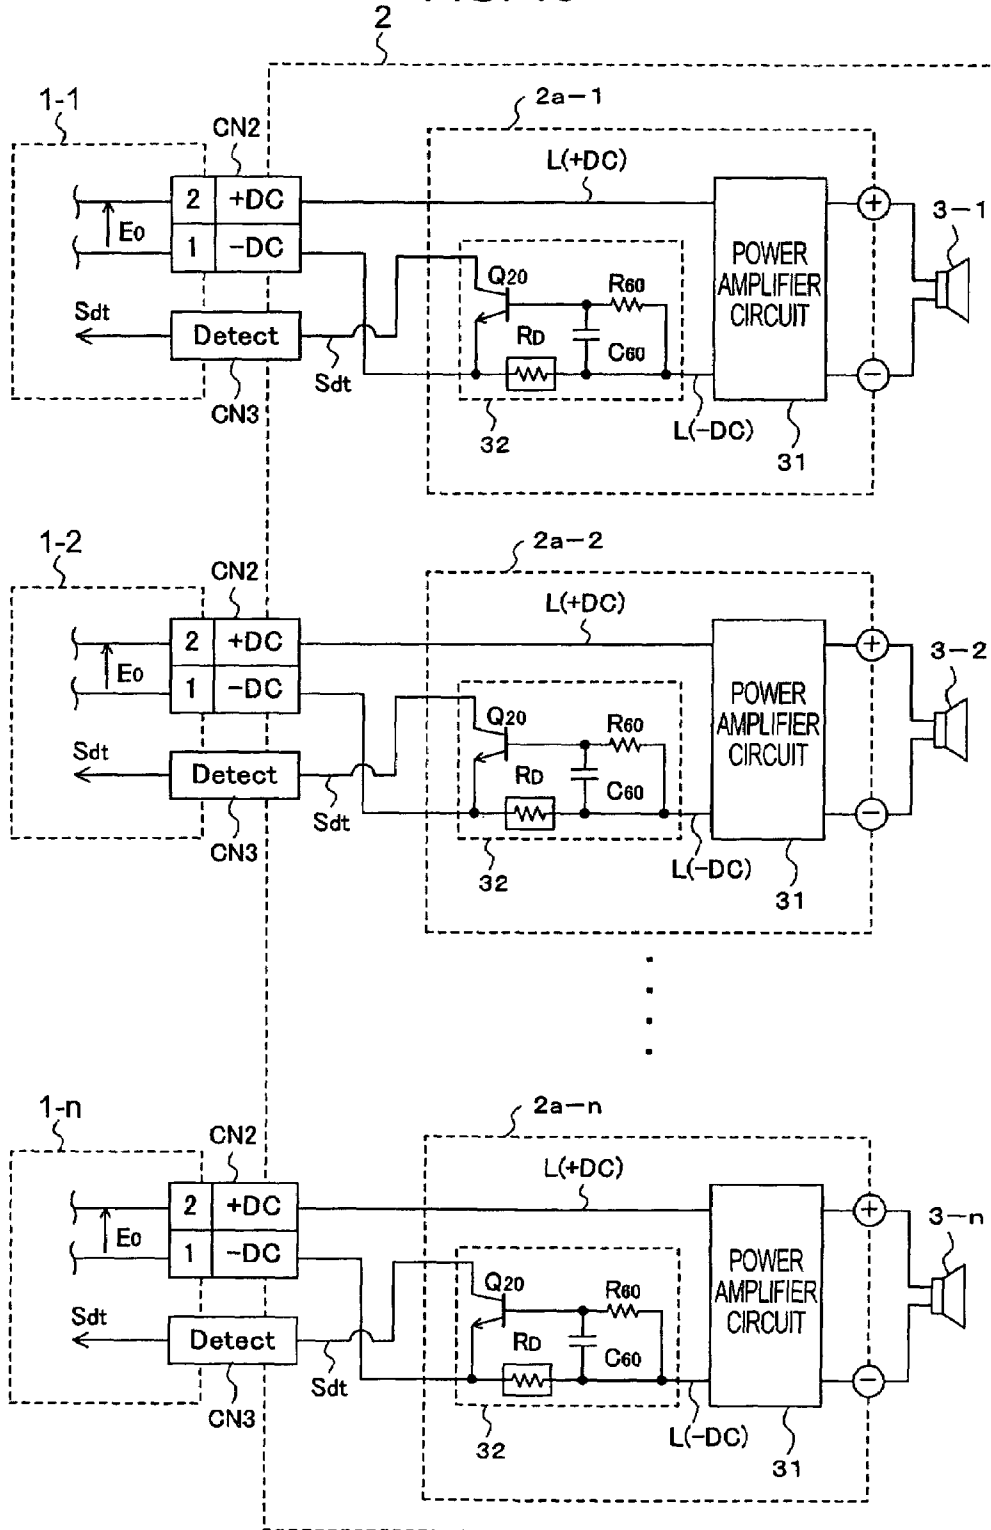 2
1-1
CN2
2a-1
L(+DC)
2 +DC
E0
1 -DC
Sdt
Detect
Sdt
CN3
Q20
R60
RD
C60
32
L(-DC)
POWER
AMPLIFIER
CIRCUIT
31
+
-
3-1
1-2
CN2
2a-2
L(+DC)
2 +DC
E0
1 -DC
Sdt
Detect
Sdt
CN3
Q20
R60
RD
C60
32
L(-DC)
POWER
AMPLIFIER
CIRCUIT
31
+
-
3-2
1-n
CN2
2a-n
L(+DC)
2 +DC
E0
1 -DC
Sdt
Detect
Sdt
CN3
Q20
R60
RD
C60
32
L(-DC)
POWER
AMPLIFIER
CIRCUIT
31
+
-
3-n